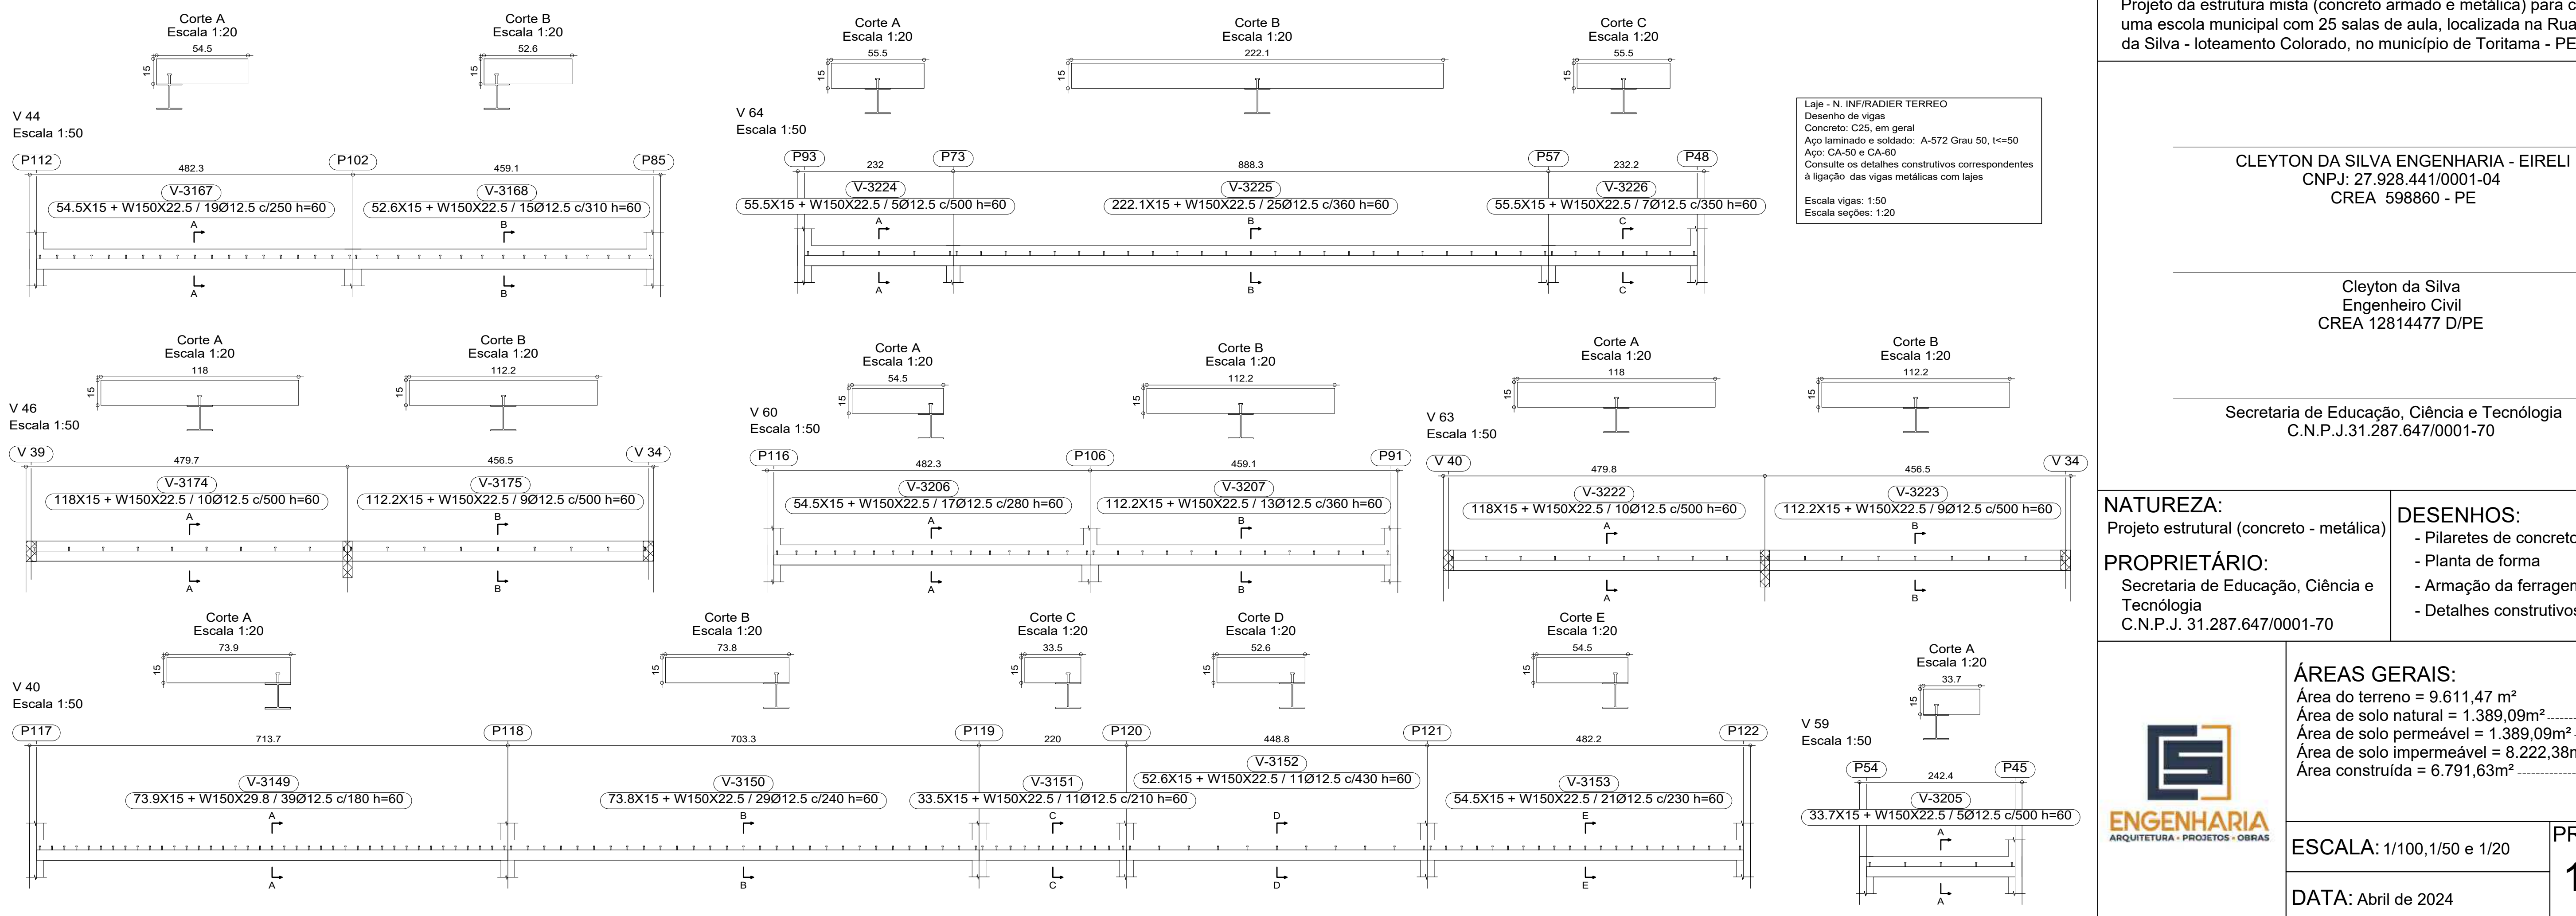 Corte A
Escala 1:20
54.5
15
Corte B
Escala 1:20
52.6
15
V 44
Escala 1:50
P112
482.3
P102
459.1
P85
V-3167
54.5X15 + W150X22.5 / 19Ø12.5 c/250 h=60
V-3168
52.6X15 + W150X22.5 / 15Ø12.5 c/310 h=60
A
B
A
B
Corte A
Escala 1:20
55.5
15
Corte B
Escala 1:20
222.1
15
Corte C
Escala 1:20
55.5
15
V 64
Escala 1:50
P93
232
P73
888.3
P57
232.2
P48
V-3224
55.5X15 + W150X22.5 / 5Ø12.5 c/500 h=60
V-3225
222.1X15 + W150X22.5 / 25Ø12.5 c/360 h=60
V-3226
55.5X15 + W150X22.5 / 7Ø12.5 c/350 h=60
A
B
C
A
B
C
Laje - N. INF/RADIER TERREO
Desenho de vigas
Concreto: C25, em geral
Aço laminado e soldado: A-572 Grau 50, t<=50
Aço: CA-50 e CA-60
Consulte os detalhes construtivos correspondentes
à ligação das vigas metálicas com lajes
Escala vigas: 1:50
Escala seções: 1:20
Corte A
Escala 1:20
118
15
Corte B
Escala 1:20
112.2
15
V 46
Escala 1:50
V 39
479.7
456.5
V 34
V-3174
118X15 + W150X22.5 / 10Ø12.5 c/500 h=60
V-3175
112.2X15 + W150X22.5 / 9Ø12.5 c/500 h=60
A
B
A
B
Corte A
Escala 1:20
54.5
15
Corte B
Escala 1:20
112.2
15
V 60
Escala 1:50
P116
482.3
P106
459.1
P91
V-3206
54.5X15 + W150X22.5 / 17Ø12.5 c/280 h=60
V-3207
112.2X15 + W150X22.5 / 13Ø12.5 c/360 h=60
A
B
A
B
Corte A
Escala 1:20
118
15
Corte B
Escala 1:20
112.2
15
V 63
Escala 1:50
V 40
479.8
456.5
V 34
V-3222
118X15 + W150X22.5 / 10Ø12.5 c/500 h=60
V-3223
112.2X15 + W150X22.5 / 9Ø12.5 c/500 h=60
A
B
A
B
Corte A
Escala 1:20
73.9
15
Corte B
Escala 1:20
73.8
15
Corte C
Escala 1:20
33.5
15
Corte D
Escala 1:20
52.6
15
Corte E
Escala 1:20
54.5
15
V 40
Escala 1:50
P117
713.7
P118
703.3
P119
220
P120
448.8
P121
482.2
P122
V-3149
73.9X15 + W150X29.8 / 39Ø12.5 c/180 h=60
V-3150
73.8X15 + W150X22.5 / 29Ø12.5 c/240 h=60
V-3151
33.5X15 + W150X22.5 / 11Ø12.5 c/210 h=60
V-3152
52.6X15 + W150X22.5 / 11Ø12.5 c/430 h=60
V-3153
54.5X15 + W150X22.5 / 21Ø12.5 c/230 h=60
A
B
C
D
E
A
B
C
D
E
Corte A
Escala 1:20
33.7
15
V 59
Escala 1:50
P54
242.4
P45
V-3205
33.7X15 + W150X22.5 / 5Ø12.5 c/500 h=60
A
A
Projeto da estrutura mista (concreto armado e metálica) para c
uma escola municipal com 25 salas de aula, localizada na Rua
da Silva - loteamento Colorado, no município de Toritama - PE
CLEYTON DA SILVA ENGENHARIA - EIRELI
CNPJ: 27.928.441/0001-04
CREA 598860 - PE
Cleyton da Silva
Engenheiro Civil
CREA 12814477 D/PE
Secretaria de Educação, Ciência e Tecnólogia
C.N.P.J.31.287.647/0001-70
NATUREZA:
Projeto estrutural (concreto - metálica)
PROPRIETÁRIO:
Secretaria de Educação, Ciência e
Tecnólogia
C.N.P.J. 31.287.647/0001-70
DESENHOS:
- Pilaretes de concreto
- Planta de forma
- Armação da ferragem
- Detalhes construtivos
ENGENHARIA
ARQUITETURA • PROJETOS • OBRAS
ÁREAS GERAIS:
Área do terreno = 9.611,47 m²
Área de solo natural = 1.389,09m²
Área de solo permeável = 1.389,09m²
Área de solo impermeável = 8.222,38m
Área construída = 6.791,63m²
ESCALA: 1/100,1/50 e 1/20
DATA: Abril de 2024
PR
1